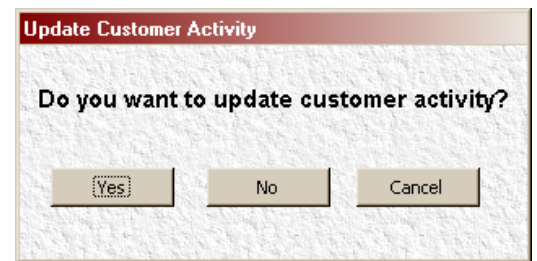 Update Customer Activity
Do you want to update customer activity?
Yes No Cancel